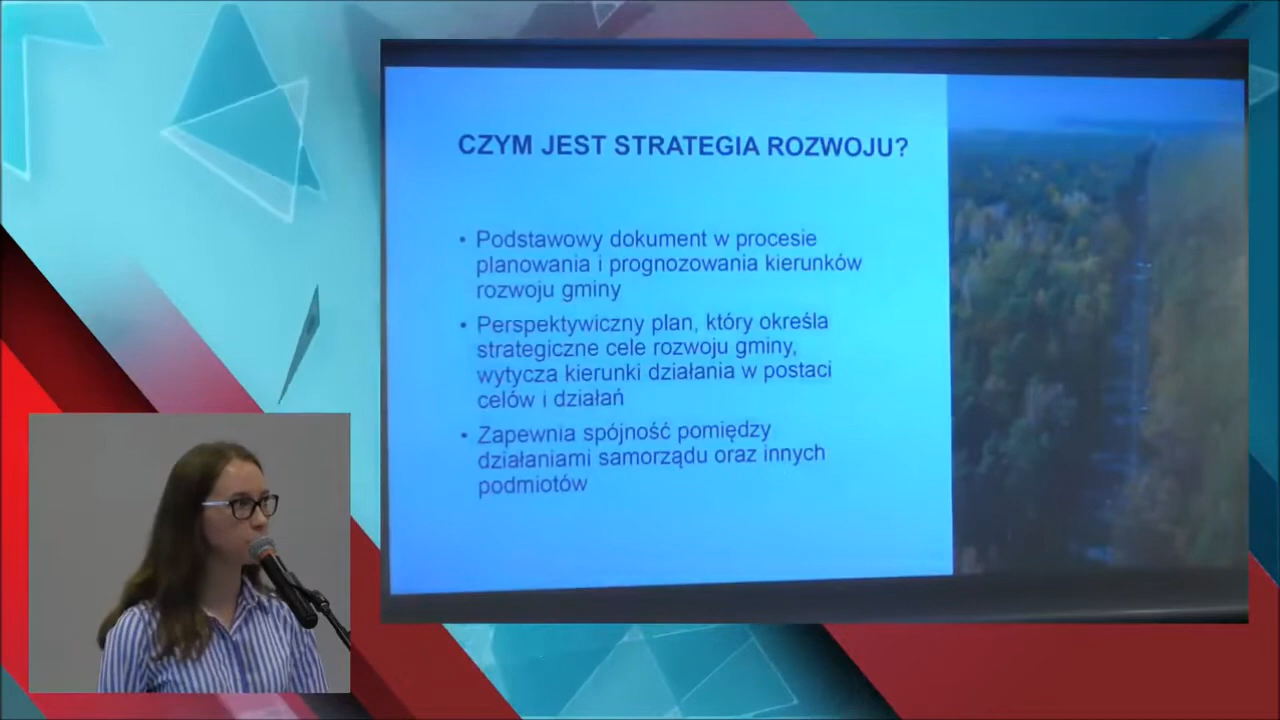 CZYM JEST STRATEGIA ROZWOJU?
• Podstawowy dokument w procesie
planowania i prognozowania kierunków
rozwoju gminy
• Perspektywiczny plan, który określa
strategiczne cele rozwoju gminy,
wytycza kierunki działania w postaci
celów i działań
• Zapewnia spójność pomiędzy
działaniami samorządu oraz innych
podmiotów